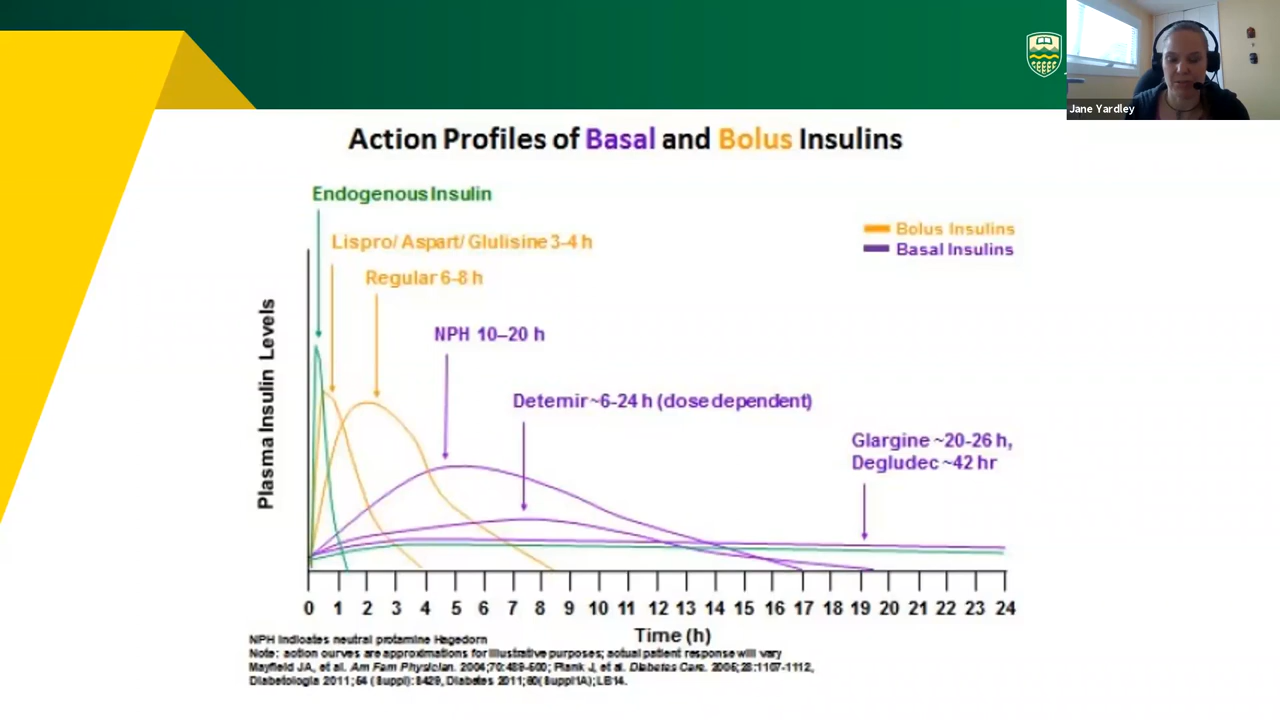 Jane Yardley
Action Profiles of Basal and Bolus Insulins
Endogenous Insulin
Lispro/ Aspart/ Glulisine 3-4 h
Regular 6-8 h
Bolus Insulins
Basal Insulins
NPH 10–20 h
Detemir ~6-24 h (dose dependent)
Glargine ~20-26 h,
Degludec ~42 hr
Plasma Insulin Levels
0 1 2 3 4 5 6 7 8 9 10 11 12 13 14 15 16 17 18 19 20 21 22 23 24
Time (h)
NPH indicates neutral protamine Hagedorn
Note: action curves are approximations for illustrative purposes; actual patient response will vary
Mayfield JA, et al. Am Fam Physician. 2004;70:489-500; Plank J, et al. Diabetes Care. 2005;28:1107-1112,
Diabetologia 2011;54 (Suppl): S429, Diabetes 2011;60(Suppl1A);LB14.